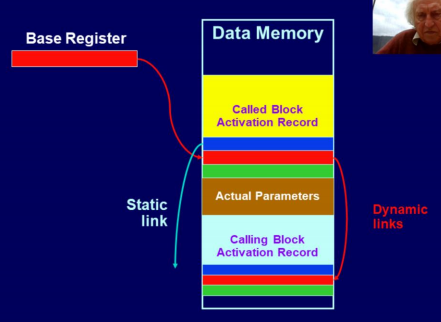 Base Register
Data Memory
Called Block
Activation Record
Static
link
Actual Parameters
Dynamic
links
Calling Block
Activation Record